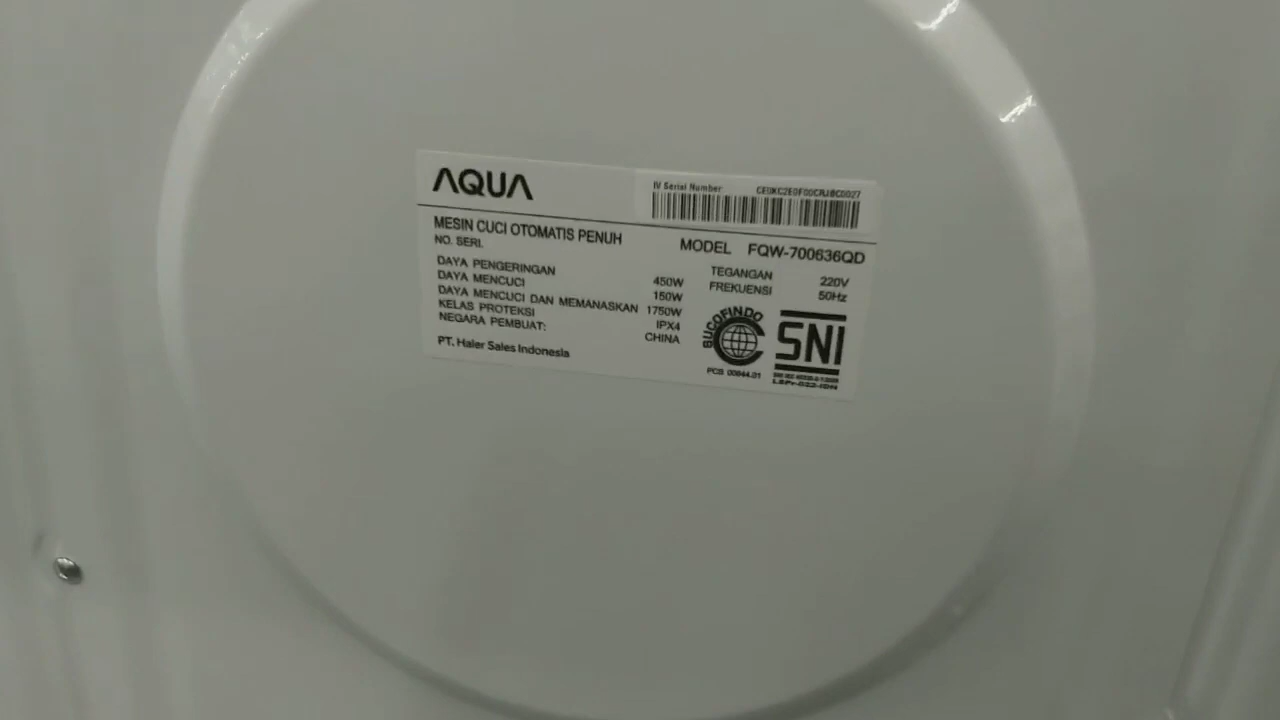 AQUA
IV Serial Number
MESIN CUCI OTOMATIS PENUH
NO. SERI.
MODEL FQW-700636QD
DAYA PENGERINGAN 450W
DAYA MENCUCI 150W
DAYA MENCUCI DAN MEMANASKAN 1750W
KELAS PROTEKSI IPX4
NEGARA PEMBUAT: CHINA
PT. Haier Sales Indonesia
TEGANGAN 220V
FREKUENSI 50Hz
SUCOFINDO
SNI